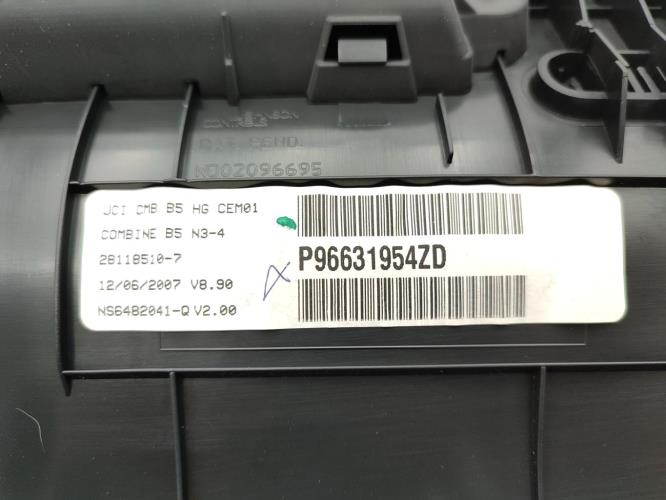 N002096695
JCI CMB B5 HG CEM01
COMBINE B5 N3-4
28118510-7
12/06/2007 V8.90
NS6482041-Q V2.00
P96631954ZD